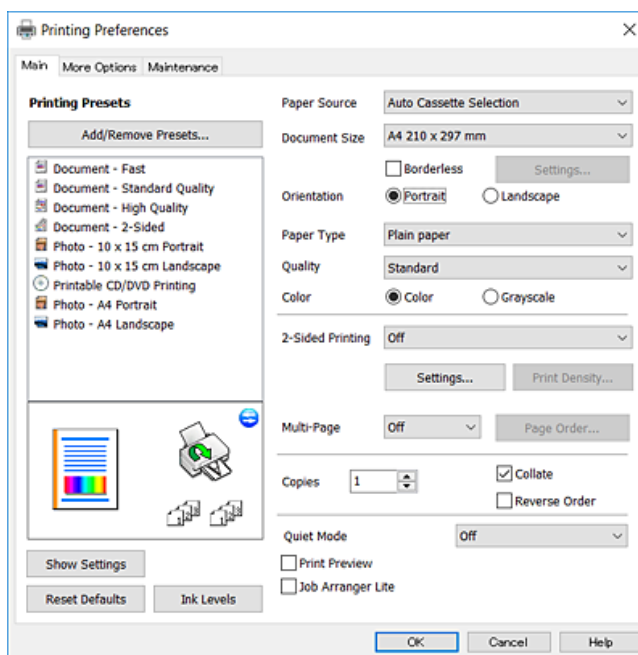 Printing Preferences
Main More Options Maintenance
Printing Presets
Add/Remove Presets...
Document - Fast
Document - Standard Quality
Document - High Quality
Document - 2-Sided
Photo - 10 x 15 cm Portrait
Photo - 10 x 15 cm Landscape
Printable CD/DVD Printing
Photo - A4 Portrait
Photo - A4 Landscape
Show Settings
Reset Defaults Ink Levels
Paper Source Auto Cassette Selection
Document Size A4 210 x 297 mm
Borderless Settings...
Orientation Portrait Landscape
Paper Type Plain paper
Quality Standard
Color Color Grayscale
2-Sided Printing Off
Settings... Print Density...
Multi-Page Off Page Order...
Copies 1 Collate
Reverse Order
Quiet Mode Off
Print Preview
Job Arranger Lite
OK Cancel Help